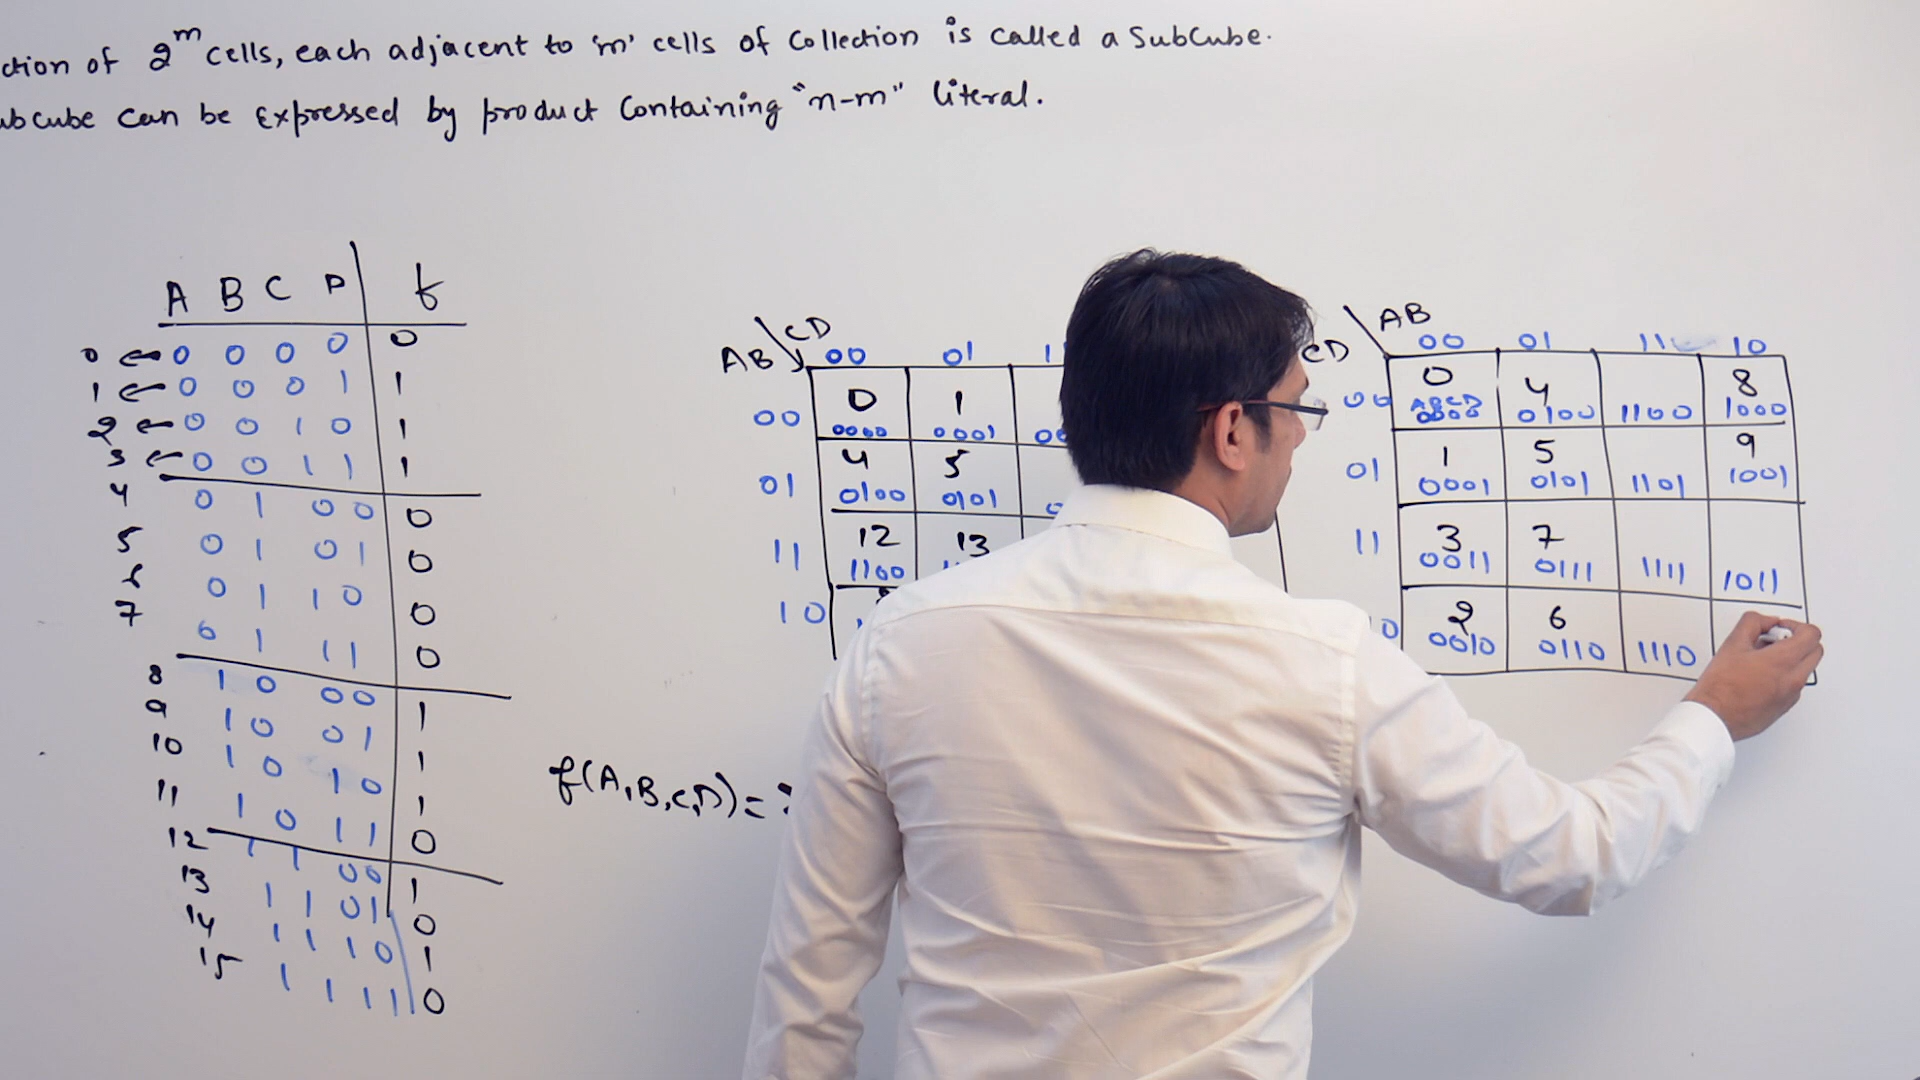 ction of 2^m cells, each adjacent to 'm' cells of Collection is called a SubCube.
ubcube can be Expressed by product Containing "n-m" literal.
A B C D f
0 ← 0 0 0 0 0
1 ← 0 0 0 1 1
2 ← 0 0 1 0 1
3 ← 0 0 1 1 1
4 0 1 0 0 0
5 0 1 0 1 0
6 0 1 1 0 0
7 0 1 1 1 0
8 1 0 0 0 1
9 1 0 0 1 1
10 1 0 1 0 1
11 1 0 1 1 0
12 1 1 0 0 1
13 1 1 0 1 0
14 1 1 1 0 1
15 1 1 1 1 0
f(A,B,C,D)=
CD
AB 00 01 1
00 0 1
0000 0001 00
01 4 5
0100 0101 0
11 12 13
1100 11
10
AB
CD 00 01 11 10
00 0 4 8
ABCD
0000 0100 1100 1000
01 1 5 9
0001 0101 1101 1001
11 3 7
0011 0111 1111 1011
0 2 6
0010 0110 1110